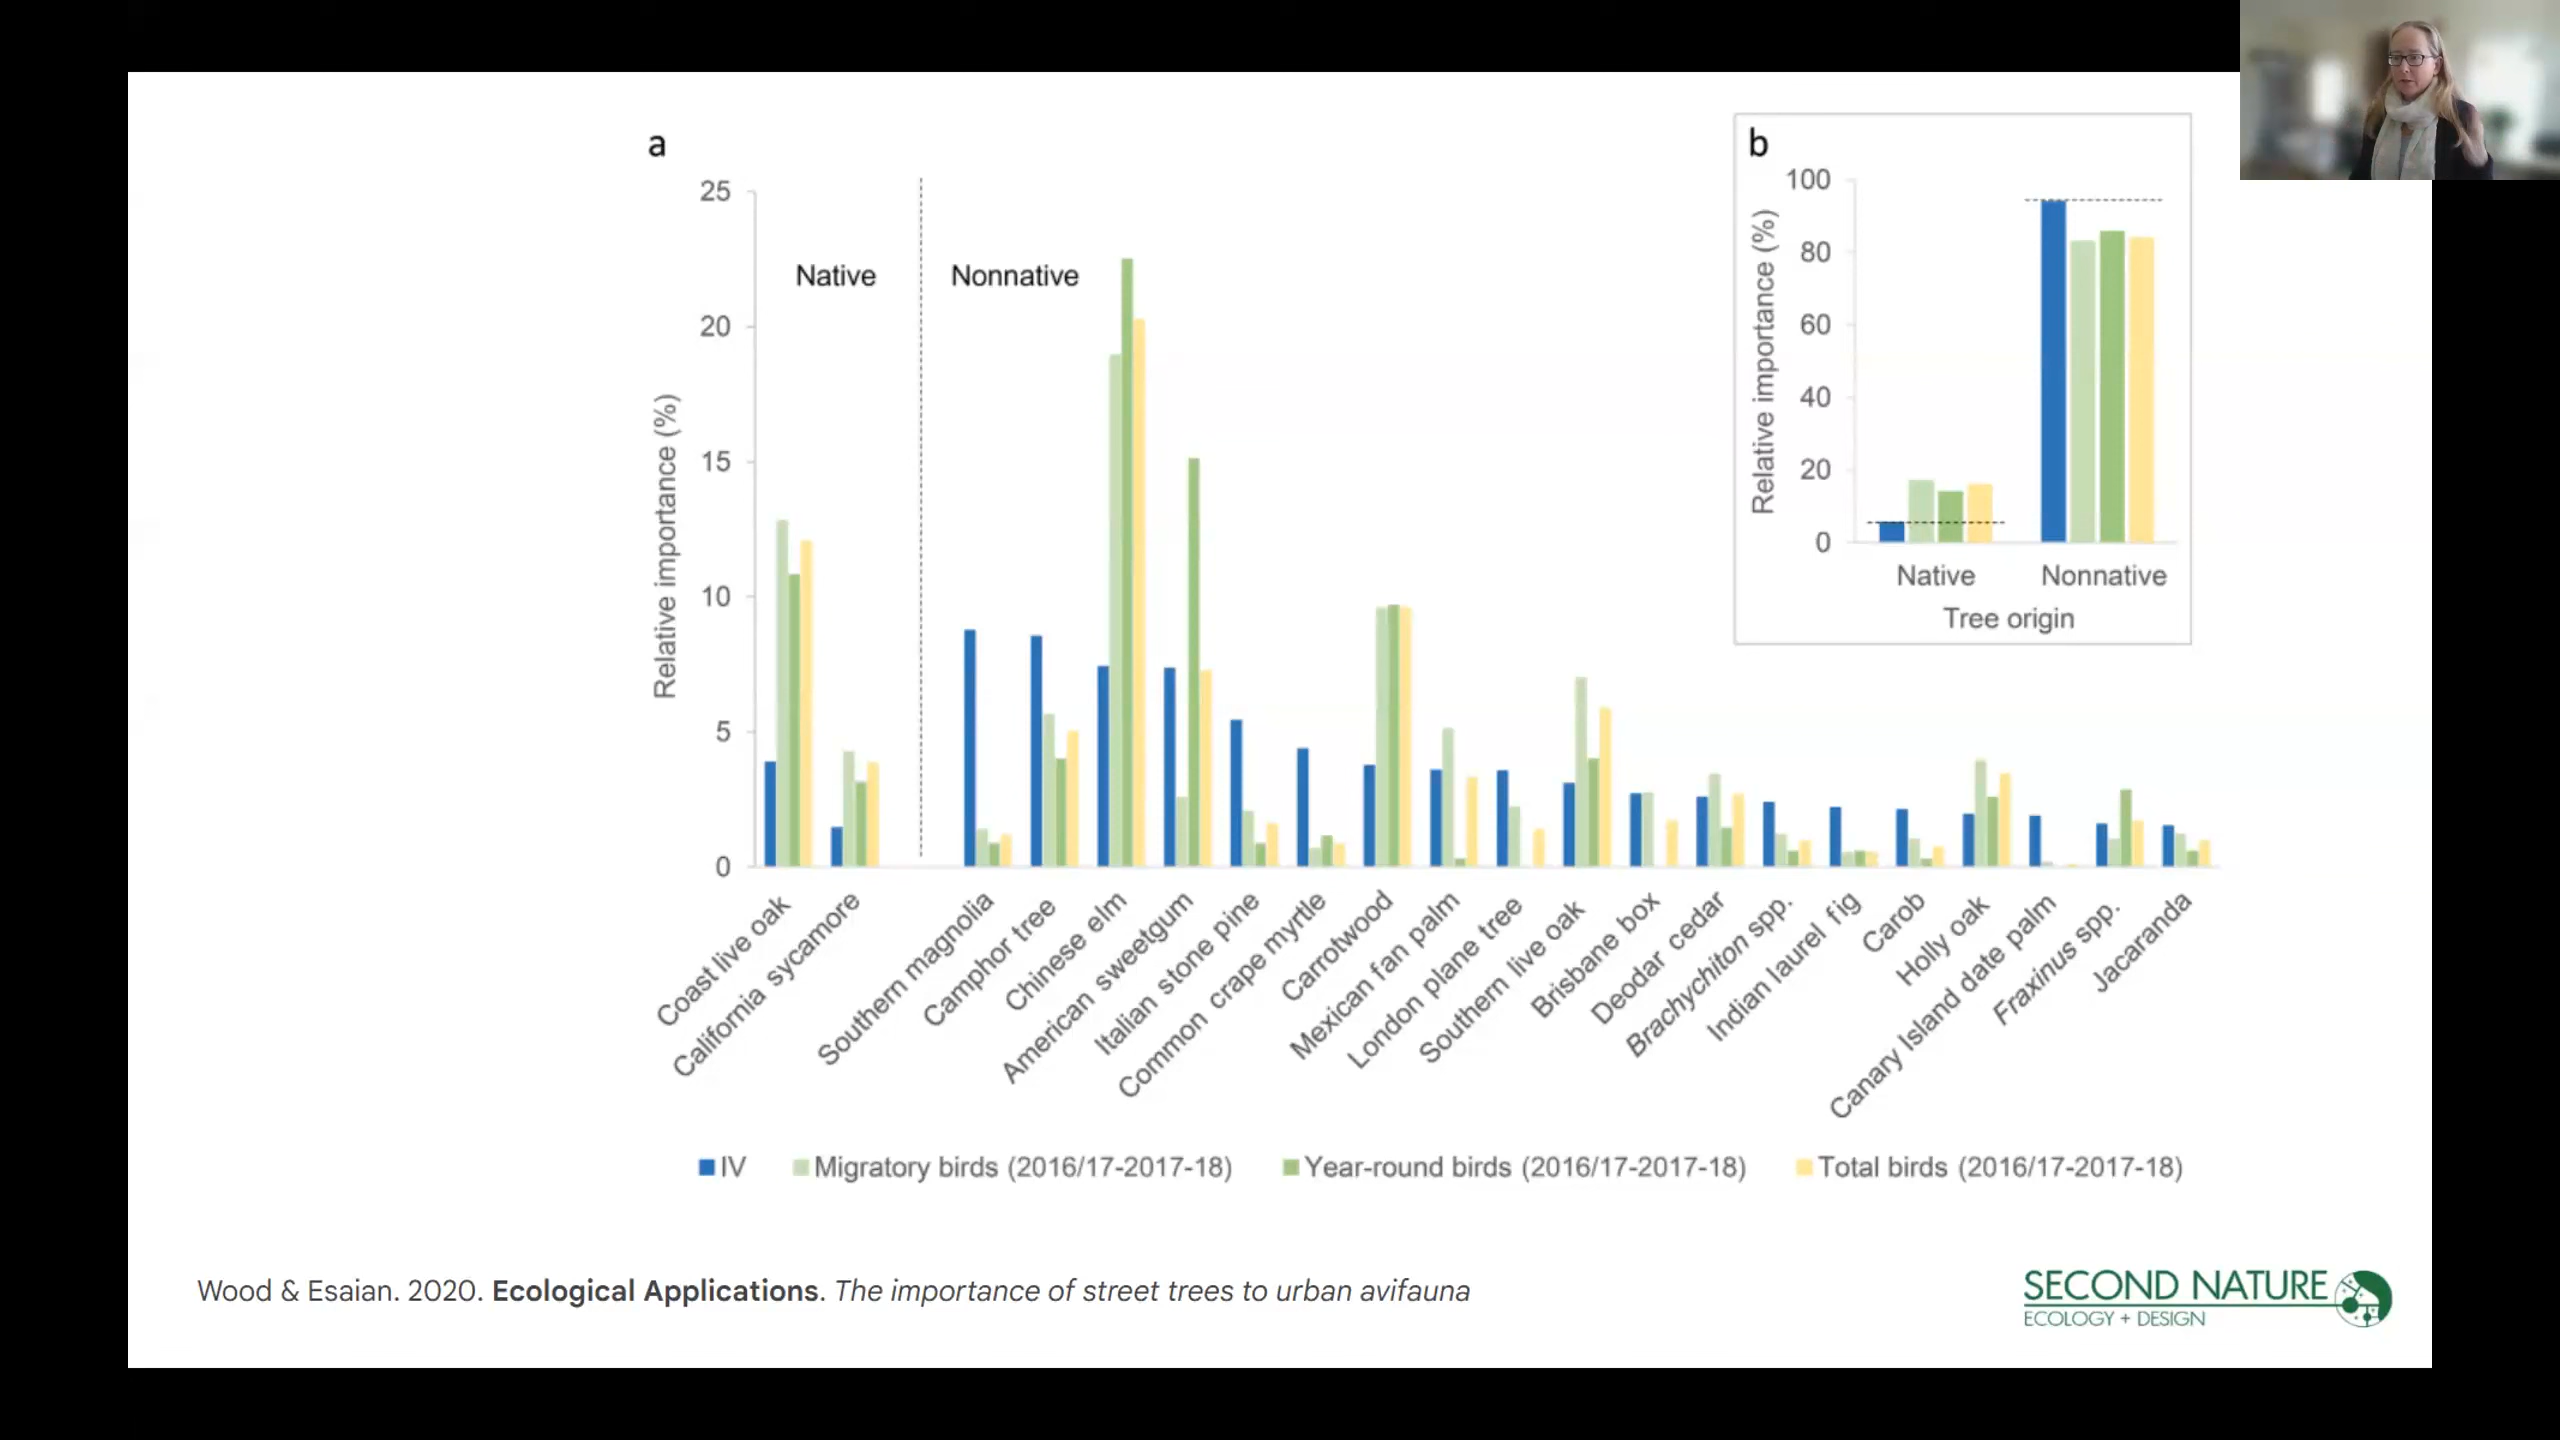 a
25
20
15
10
5
0
Relative importance (%)
Native
Nonnative
Coast live oak
California sycamore
Southern magnolia
Camphor tree
Chinese elm
American sweetgum
Italian stone pine
Common crape myrtle
Carrotwood
Mexican fan palm
London plane tree
Southern live oak
Brisbane box
Deodar cedar
Brachychiton spp.
Indian laurel fig
Carob
Holly oak
Canary Island date palm
Fraxinus spp.
Jacaranda
b
100
80
60
40
20
0
Relative importance (%)
Native
Nonnative
Tree origin
IV
Migratory birds (2016/17-2017-18)
Year-round birds (2016/17-2017-18)
Total birds (2016/17-2017-18)
Wood & Esaian. 2020. Ecological Applications. The importance of street trees to urban avifauna
SECOND NATURE
ECOLOGY + DESIGN